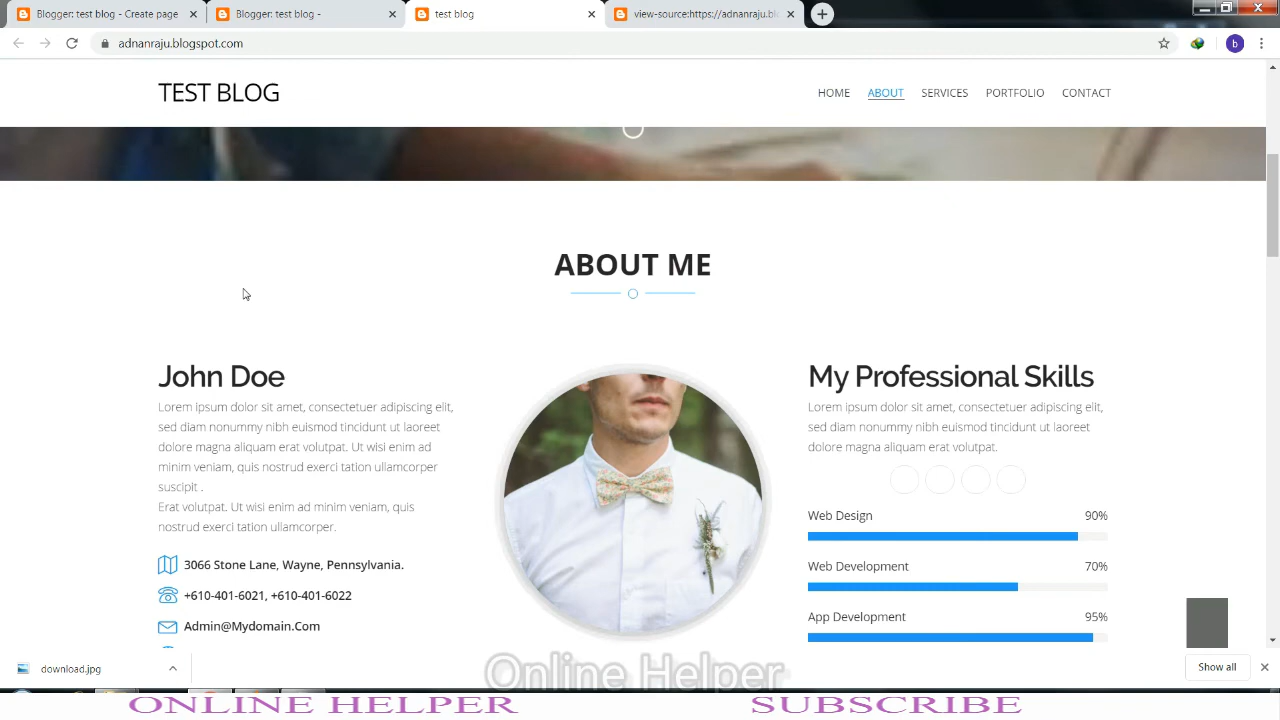 Blogger: test blog - Create page
Blogger: test blog -
test blog
view-source:https://adnanraju.bl
adnanraju.blogspot.com
b
TEST BLOG
HOME
ABOUT
SERVICES
PORTFOLIO
CONTACT
ABOUT ME
John Doe
Lorem ipsum dolor sit amet, consectetuer adipiscing elit,
sed diam nonummy nibh euismod tincidunt ut laoreet
dolore magna aliquam erat volutpat. Ut wisi enim ad
minim veniam, quis nostrud exerci tation ullamcorper
suscipit .
Erat volutpat. Ut wisi enim ad minim veniam, quis
nostrud exerci tation ullamcorper.
3066 Stone Lane, Wayne, Pennsylvania.
+610-401-6021, +610-401-6022
Admin@Mydomain.Com
My Professional Skills
Lorem ipsum dolor sit amet, consectetuer adipiscing elit,
sed diam nonummy nibh euismod tincidunt ut laoreet
dolore magna aliquam erat volutpat.
Web Design 90%
Web Development 70%
App Development 95%
download.jpg
Show all
Online Helper
ONLINE HELPER
SUBSCRIBE